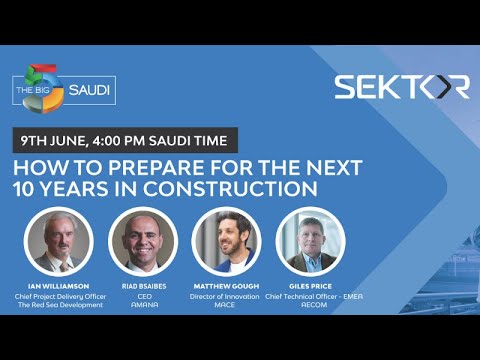 THE BIG 5
SAUDI
SEKTOR
9TH JUNE, 4:00 PM SAUDI TIME
HOW TO PREPARE FOR THE NEXT
10 YEARS IN CONSTRUCTION
IAN WILLIAMSON
Chief Project Delivery Officer
The Red Sea Development
RIAD BSAIBES
CEO
AMANA
MATTHEW GOUGH
Director of Innovation
MACE
GILES PRICE
Chief Technical Officer - EMEA
AECOM